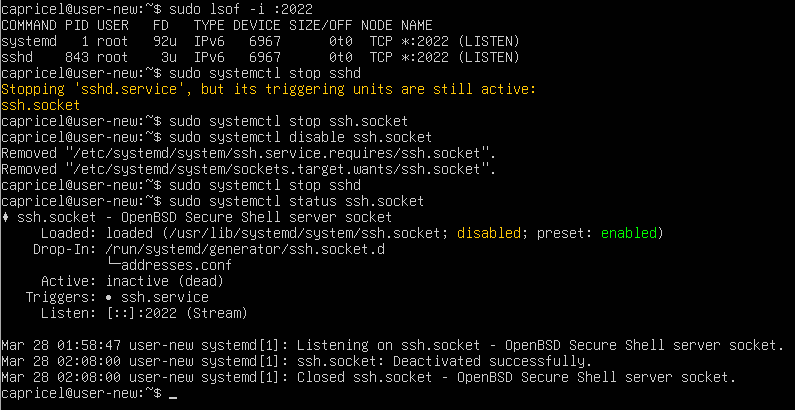 capricel@user-new:~$ sudo lsof -i :2022
COMMAND PID USER   FD   TYPE DEVICE SIZE/OFF NODE NAME
systemd   1 root   92u  IPv6   6967      0t0  TCP *:2022 (LISTEN)
sshd    843 root    3u  IPv6   6967      0t0  TCP *:2022 (LISTEN)
capricel@user-new:~$ sudo systemctl stop sshd
Stopping 'sshd.service', but its triggering units are still active:
ssh.socket
capricel@user-new:~$ sudo systemctl stop ssh.socket
capricel@user-new:~$ sudo systemctl disable ssh.socket
Removed "/etc/systemd/system/ssh.service.requires/ssh.socket".
Removed "/etc/systemd/system/sockets.target.wants/ssh.socket".
capricel@user-new:~$ sudo systemctl stop sshd
capricel@user-new:~$ sudo systemctl status ssh.socket
♦ ssh.socket - OpenBSD Secure Shell server socket
     Loaded: loaded (/usr/lib/systemd/system/ssh.socket; disabled; preset: enabled)
    Drop-In: /run/systemd/generator/ssh.socket.d
             └─addresses.conf
     Active: inactive (dead)
   Triggers: • ssh.service
     Listen: [::]:2022 (Stream)
Mar 28 01:58:47 user-new systemd[1]: Listening on ssh.socket - OpenBSD Secure Shell server socket.
Mar 28 02:08:00 user-new systemd[1]: ssh.socket: Deactivated successfully.
Mar 28 02:08:00 user-new systemd[1]: Closed ssh.socket - OpenBSD Secure Shell server socket.
capricel@user-new:~$ _